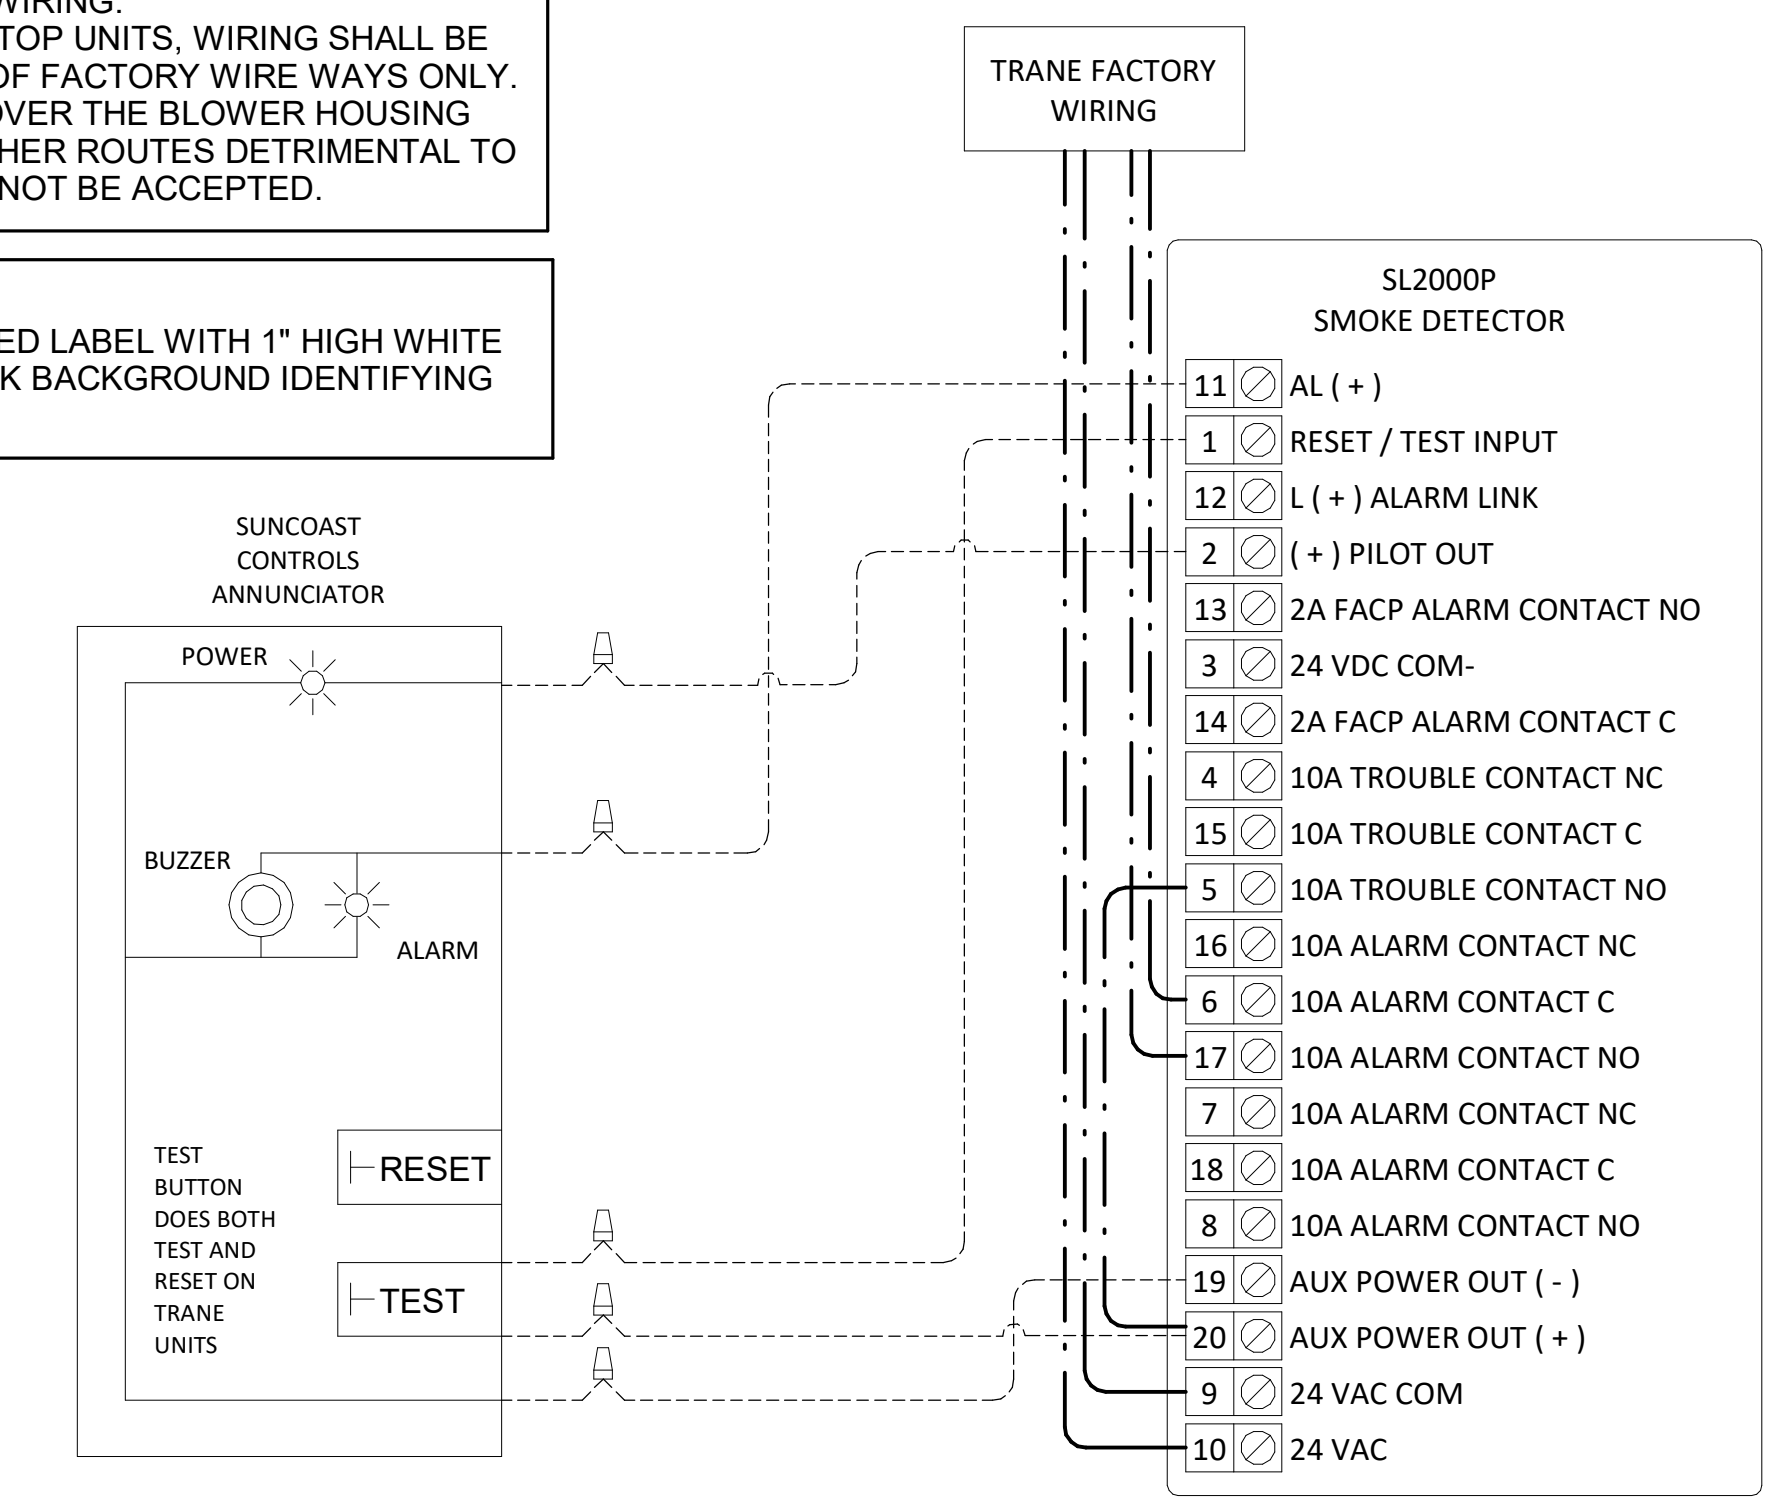 WIRING.
TOP UNITS, WIRING SHALL BE
OF FACTORY WIRE WAYS ONLY.
OVER THE BLOWER HOUSING
HER ROUTES DETRIMENTAL TO
NOT BE ACCEPTED.
ED LABEL WITH 1" HIGH WHITE
K BACKGROUND IDENTIFYING
TRANE FACTORY
WIRING
SUNCOAST
CONTROLS
ANNUNCIATOR
POWER
BUZZER
ALARM
TEST
BUTTON
DOES BOTH
TEST AND
RESET ON
TRANE
UNITS
RESET
TEST
SL2000P
SMOKE DETECTOR
11 AL ( + )
1 RESET / TEST INPUT
12 L ( + ) ALARM LINK
2 ( + ) PILOT OUT
13 2A FACP ALARM CONTACT NO
3 24 VDC COM-
14 2A FACP ALARM CONTACT C
4 10A TROUBLE CONTACT NC
15 10A TROUBLE CONTACT C
5 10A TROUBLE CONTACT NO
16 10A ALARM CONTACT NC
6 10A ALARM CONTACT C
17 10A ALARM CONTACT NO
7 10A ALARM CONTACT NC
18 10A ALARM CONTACT C
8 10A ALARM CONTACT NO
19 AUX POWER OUT ( - )
20 AUX POWER OUT ( + )
9 24 VAC COM
10 24 VAC